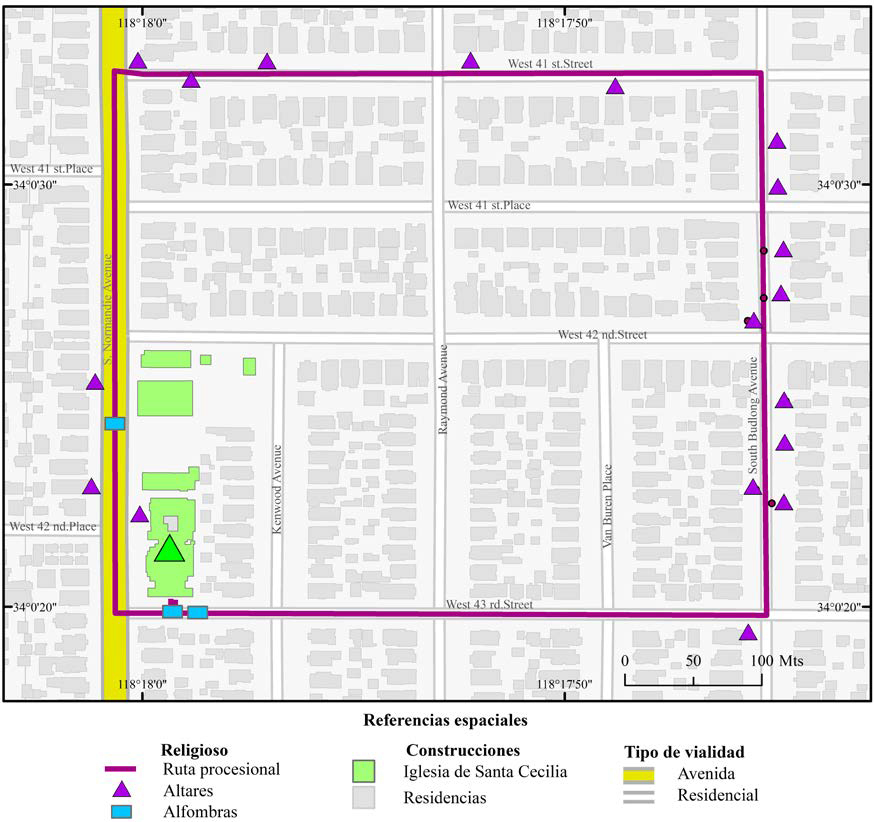 118°18'0" 118°17'50"
West 41 st.Street
West 41 st.Place
34°0'30" 34°0'30"
West 41 st.Place
S. Normandie Avenue
West 42 nd.Street
Raymond Avenue
South Budlong Avenue
Kenwood Avenue
Van Buren Place
West 42 nd.Place
34°0'20" West 43 rd.Street 34°0'20"
0 50 100 Mts
118°18'0" 118°17'50"
Referencias espaciales
Religioso
Ruta procesional
Altares
Alfombras
Construcciones
Iglesia de Santa Cecilia
Residencias
Tipo de vialidad
Avenida
Residencial